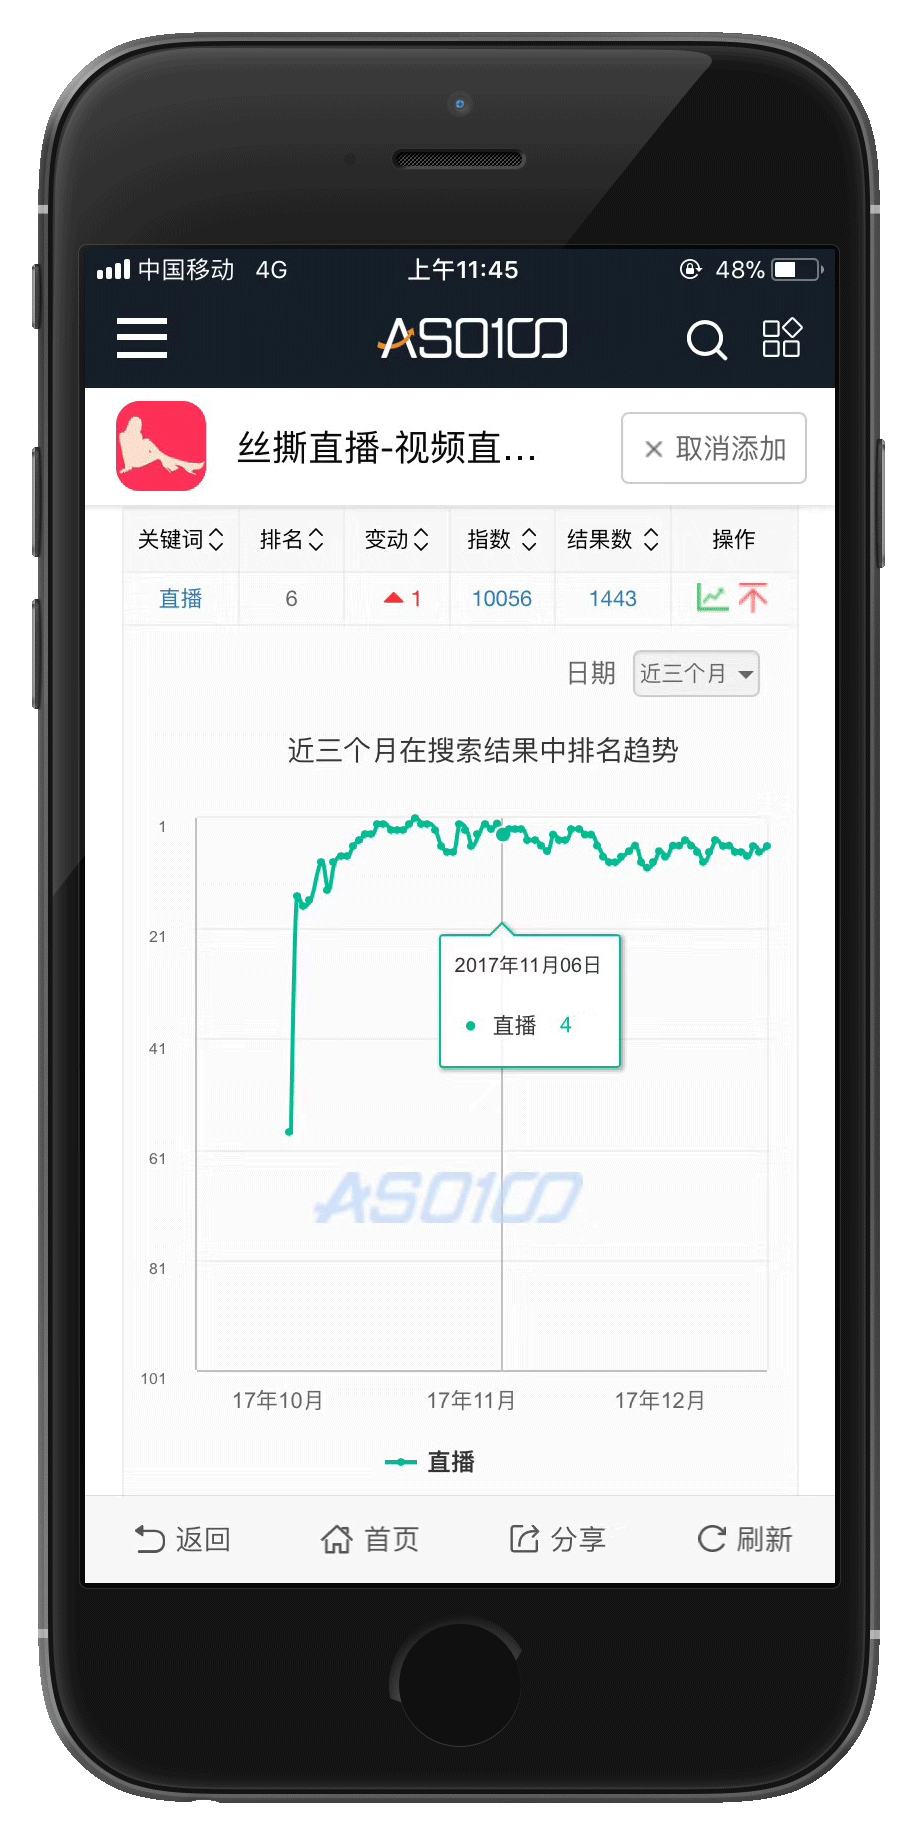 中国移动 4G 上午11:45 48%
ASO100
丝撕直播-视频直... × 取消添加
关键词 排名 变动 指数 结果数 操作
直播 6 ▲ 1 10056 1443
日期 近三个月
近三个月在搜索结果中排名趋势
1
21
41
61
81
101
2017年11月06日
直播 4
ASO100
17年10月 17年11月 17年12月
直播
返回 首页 分享 刷新